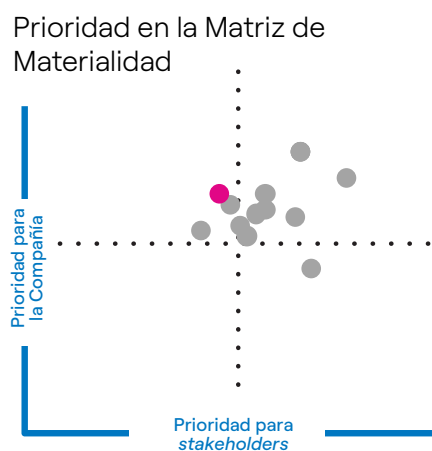 Prioridad en la Matriz de
Materialidad
Prioridad para
la Compañía
Prioridad para
stakeholders